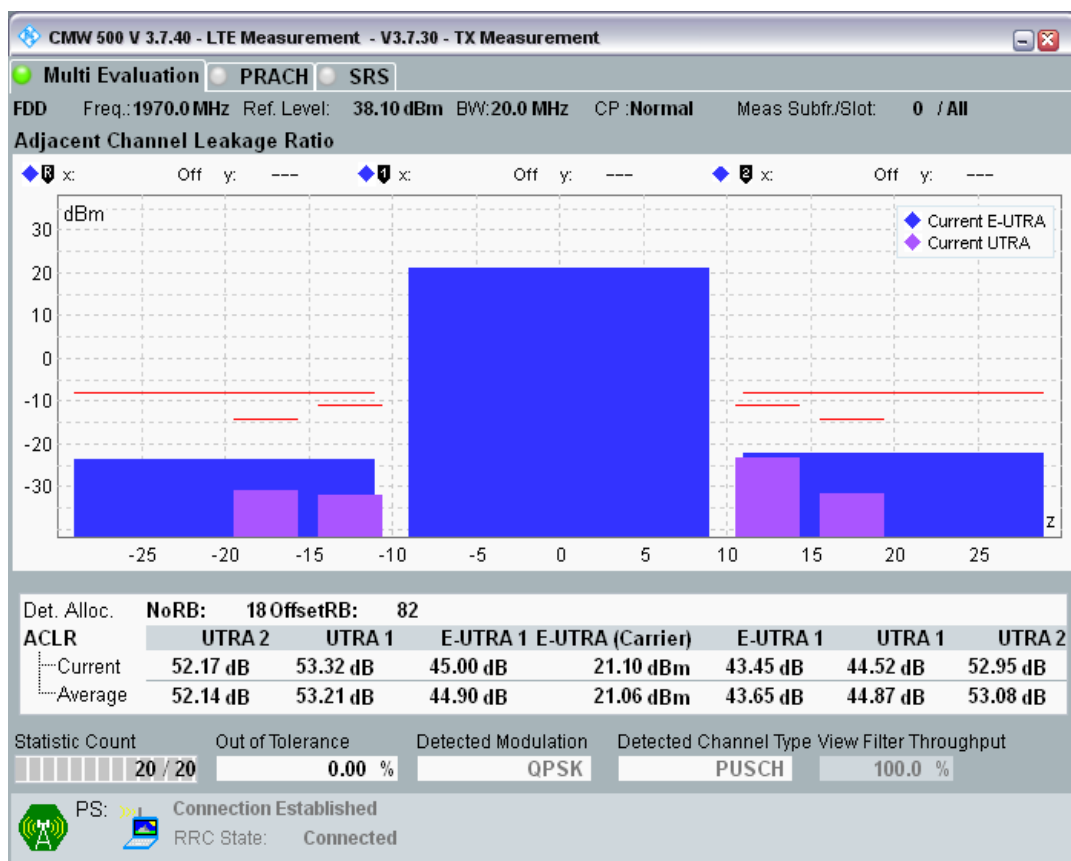 CMW 500 V 3.7.40 - LTE Measurement - V3.7.30 - TX Measurement
Multi Evaluation PRACH SRS
FDD Freq.: 1970.0 MHz Ref. Level: 38.10 dBm BW: 20.0 MHz CP : Normal Meas Subfr./Slot: 0 / All
Adjacent Channel Leakage Ratio
R x: Off y: --- 1 x: Off y: --- 2 x: Off y: ---
dBm
Current E-UTRA
Current UTRA
30
20
10
0
-10
-20
-30
z
-25 -20 -15 -10 -5 0 5 10 15 20 25
Det. Alloc. NoRB: 18 OffsetRB: 82
ACLR UTRA 2 UTRA 1 E-UTRA 1 E-UTRA (Carrier) E-UTRA 1 UTRA 1 UTRA 2
Current 52.17 dB 53.32 dB 45.00 dB 21.10 dBm 43.45 dB 44.52 dB 52.95 dB
Average 52.14 dB 53.21 dB 44.90 dB 21.06 dBm 43.65 dB 44.87 dB 53.08 dB
Statistic Count Out of Tolerance Detected Modulation Detected Channel Type View Filter Throughput
20 / 20 0.00 % QPSK PUSCH 100.0 %
PS: Connection Established
RRC State: Connected